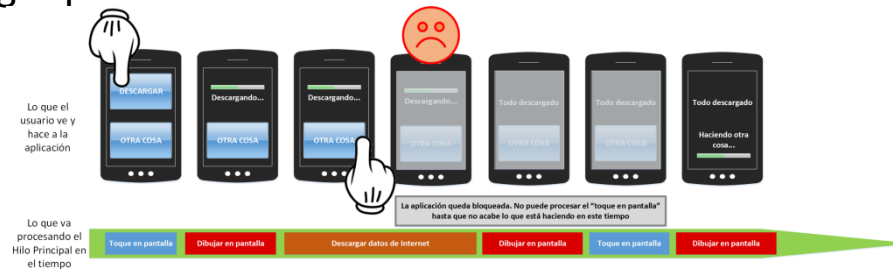 Lo que el
usuario ve y
hace a la
aplicación
DESCARGAR
OTRA COSA
Descargando...
OTRA COSA
Descargando...
OTRA COSA
Descargando...
OTRA COSA
Todo descargado
OTRA COSA
Todo descargado
OTRA COSA
Todo descargado
Haciendo otra
cosa...
La aplicación queda bloqueada. No puede procesar el “toque en pantalla”
hasta que no acabe lo que está haciendo en este tiempo
Lo que va
procesando el
Hilo Principal en
el tiempo
Toque en pantalla
Dibujar en pantalla
Descargar datos de Internet
Dibujar en pantalla
Toque en pantalla
Dibujar en pantalla